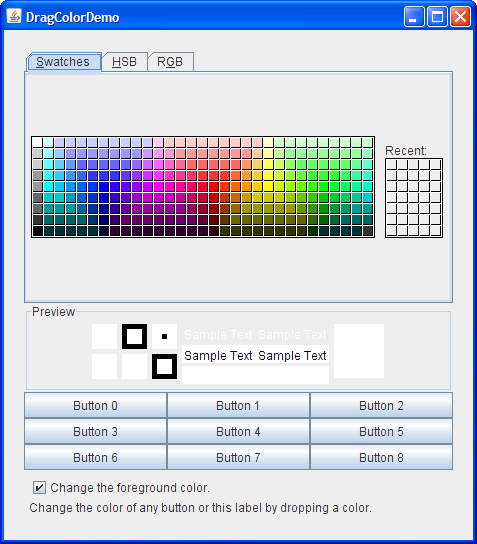 DragColorDemo
Swatches HSB RGB
Recent:
Preview
Sample Text Sample Text
Sample Text Sample Text
Button 0 Button 1 Button 2
Button 3 Button 4 Button 5
Button 6 Button 7 Button 8
Change the foreground color.
Change the color of any button or this label by dropping a color.